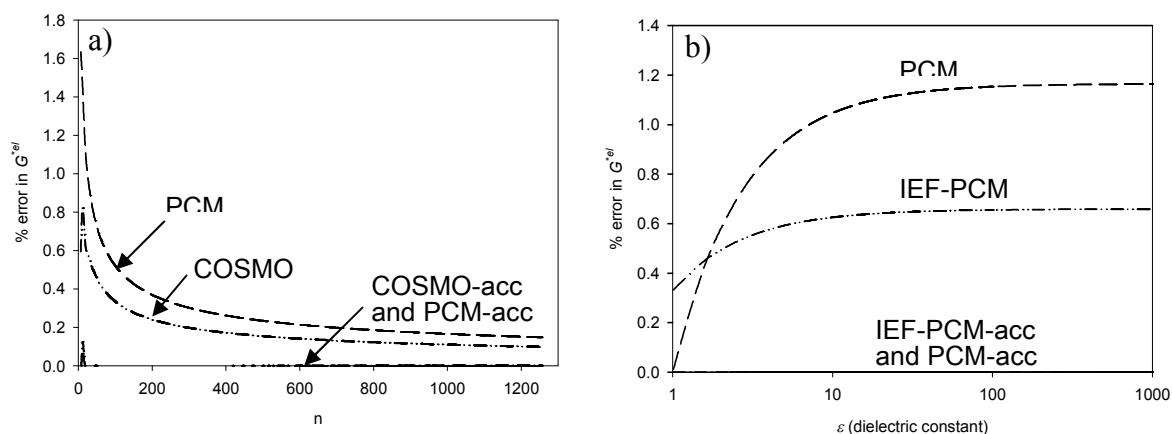 a)
1.8
1.6
1.4
1.2
1.0
0.8
0.6
0.4
0.2
0.0
% error in G*el
PCM
COSMO
COSMO-acc
and PCM-acc
0 200 400 600 800 1000 1200
n
b)
1.4
1.2
1.0
0.8
0.6
0.4
0.2
0.0
% error in G*el
PCM
IEF-PCM
IEF-PCM-acc
and PCM-acc
1 10 100 1000
ε (dielectric constant)